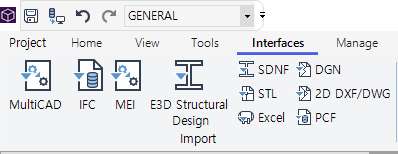 GENERAL
Project Home View Tools Interfaces Manage
MultiCAD IFC MEI E3D Structural Design
SDNF DGN
STL 2D DXF/DWG
Excel PCF
Import